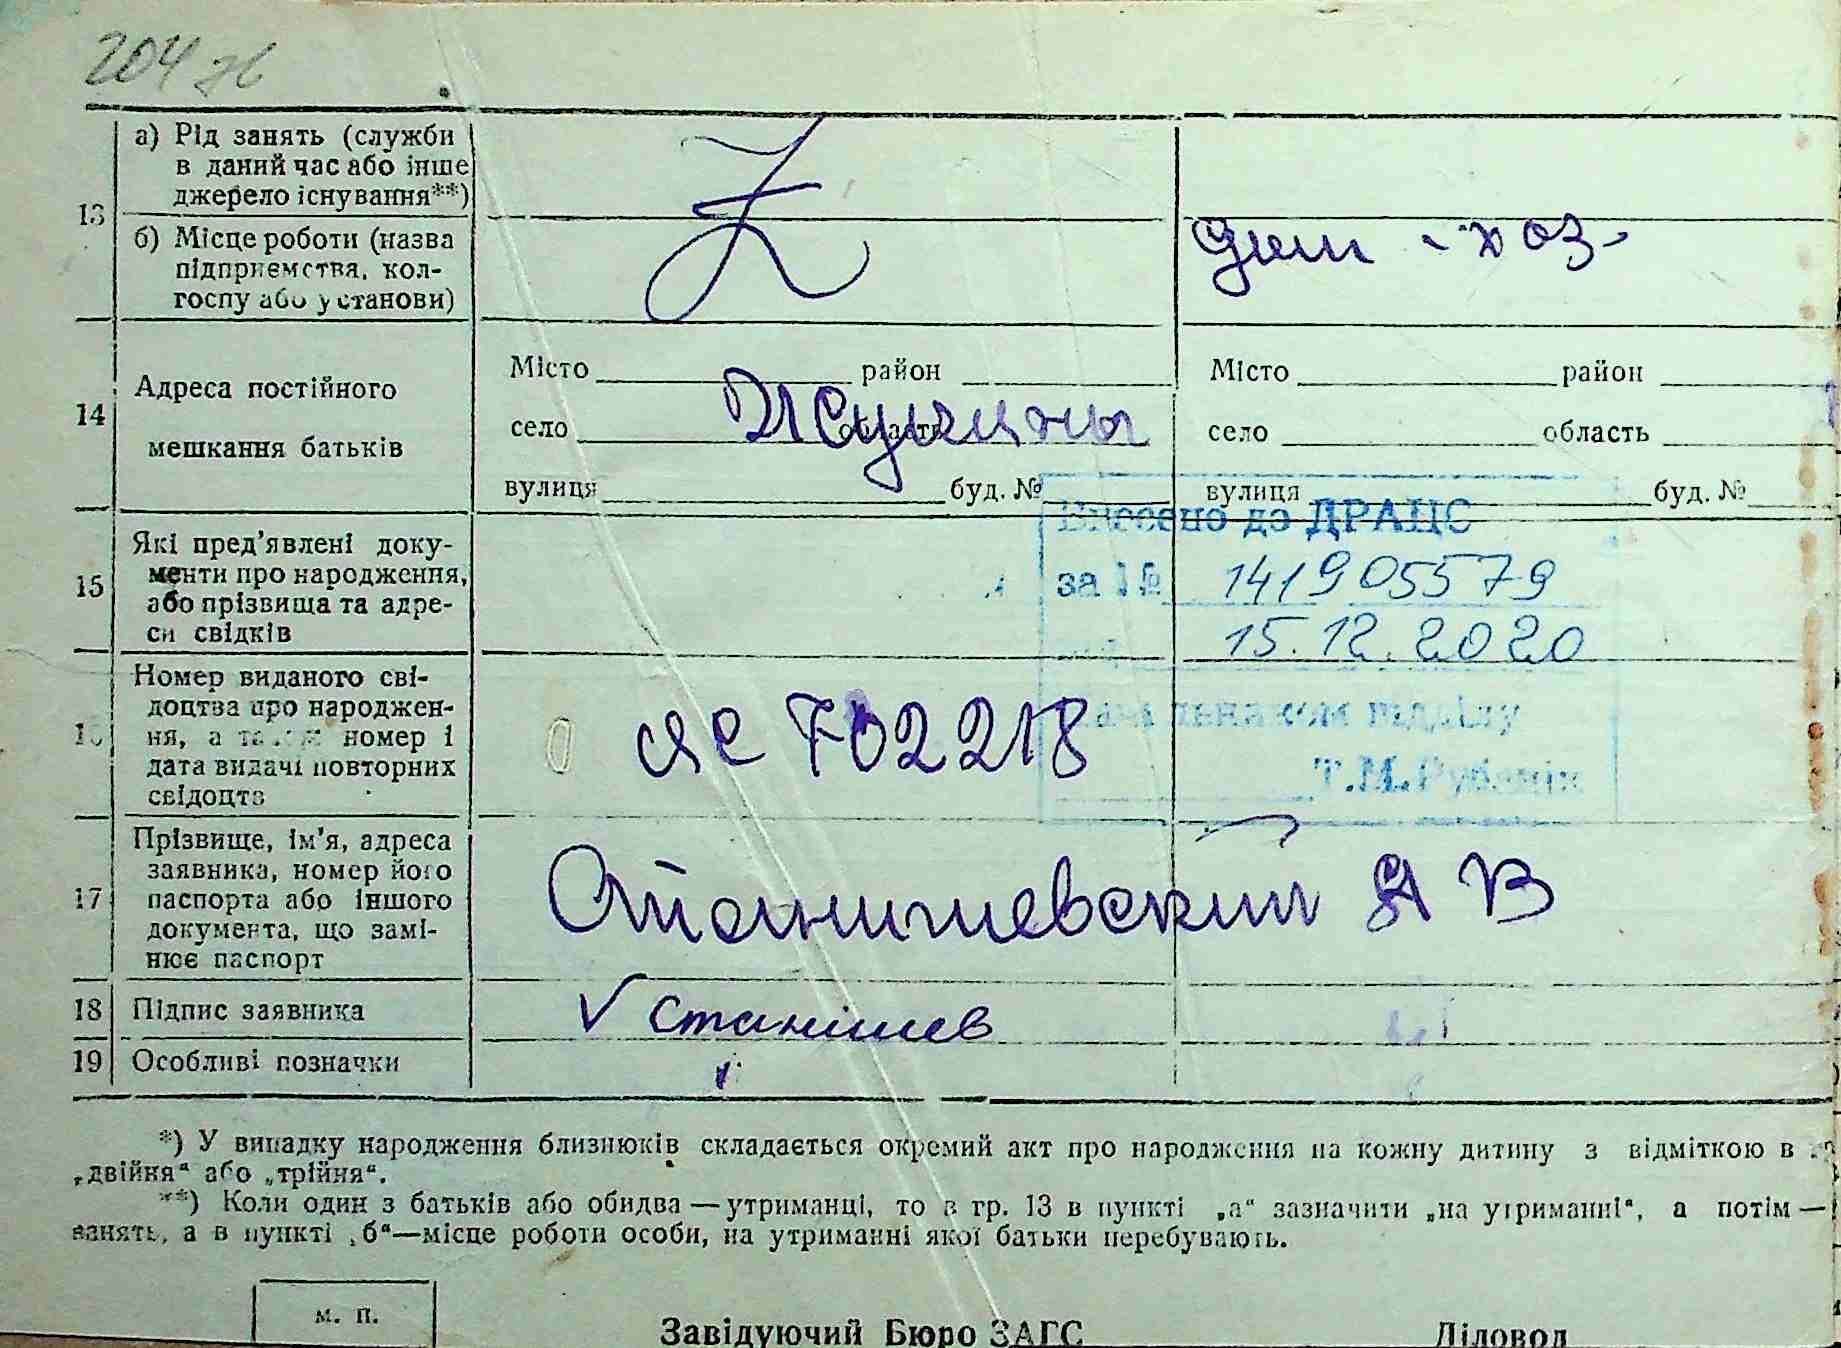 204 зв
а) Рід занять (служби
в даний час або інше
джерело існування**)
13
б) Місце роботи (назва
підприємства, кол-
госпу або установи)
дом - хоз-
14
Адреса постійного
мешкання батьків
Місто район
село область
вулиця буд. №
Місто район
село область
вулиця буд. №
15
Які пред'явлені доку-
менти про народження,
або прізвища та адре-
си свідків
Внесено до ДРАЦС
за № 141905579
15.12.2020
Начальником відділу
Т.М.
16
Номер виданого сві-
доцтва про народжен-
ня, а також номер і
дата видачі повторних
свідоцтв
ЯС 702218
17
Прізвище, ім'я, адреса
заявника, номер його
паспорта або іншого
документа, що замі-
нює паспорт
Станишевский Я В
18 Підпис заявника
V Станішев
19 Особливі позначки
*) У випадку народження близнюків складається окремий акт про народження на кожну дитину з відміткою в
„двійня“ або „трійня“.
**) Коли один з батьків або обидва — утриманці, то в гр. 13 в пункті „а“ зазначити „на утриманні“, а потім —
занять, а в пункті „б“—місце роботи особи, на утриманні якої батьки перебувають.
м. п.
Завідуючий Бюро ЗАГС
Діловод